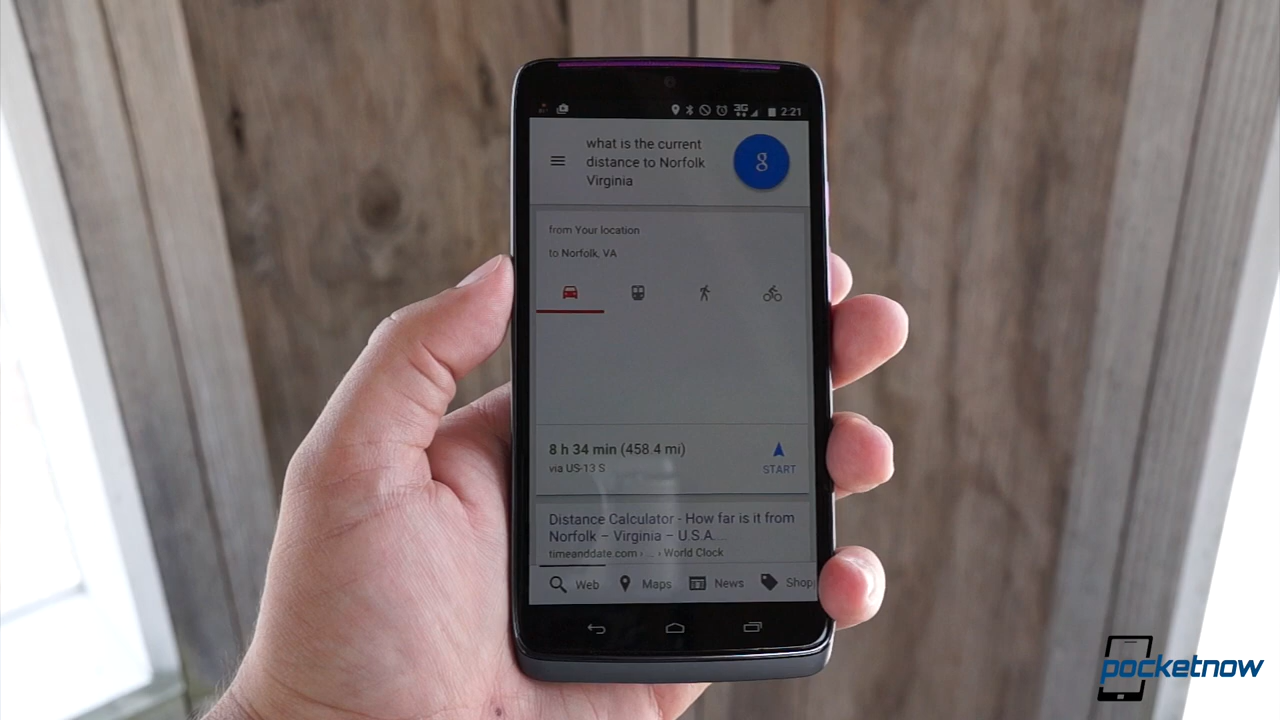 3G 2:21
what is the current
distance to Norfolk
Virginia
g
from Your location
to Norfolk, VA
8 h 34 min (458.4 mi)
via US-13 S
START
Distance Calculator - How far is it from
Norfolk – Virginia – U.S.A....
timeanddate.com › ... › World Clock
Web Maps News Shop
pocketnow